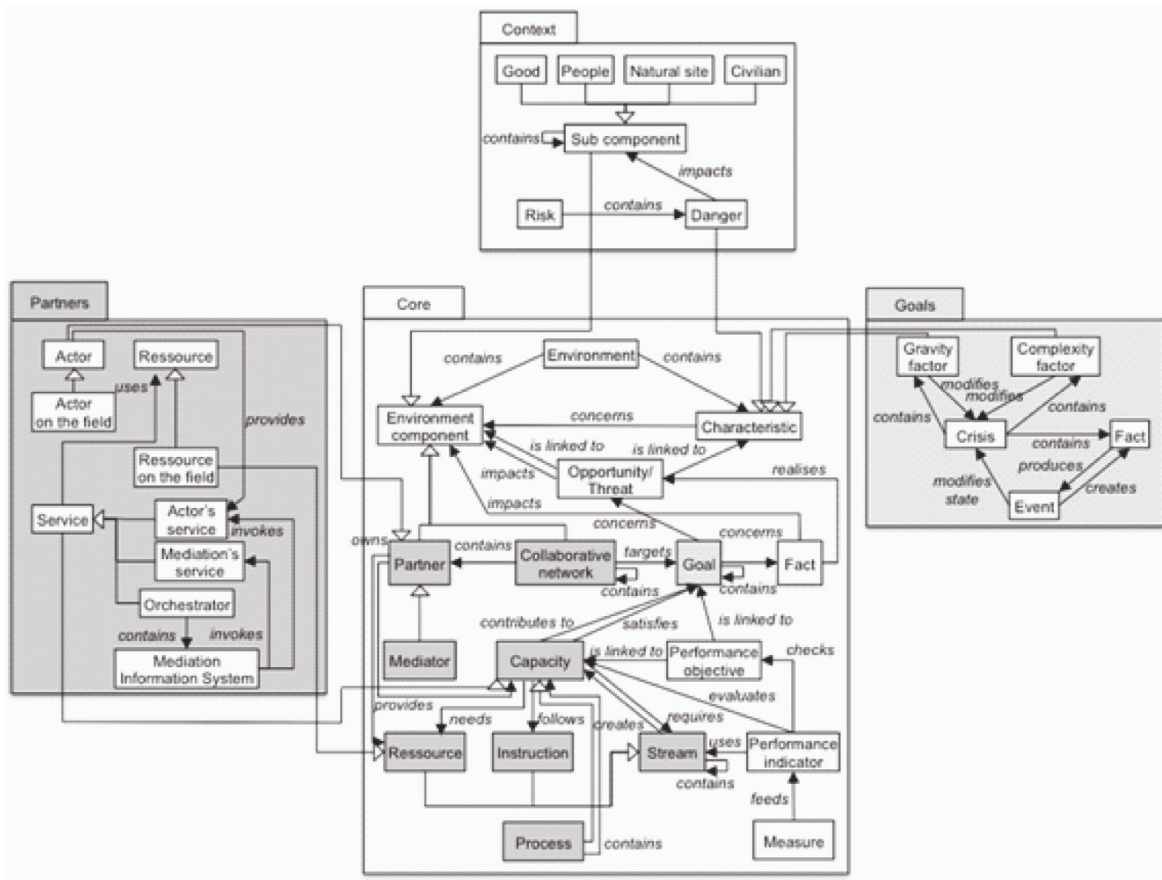 Context
Good
People
Natural site
Civilian
contains
Sub component
impacts
Risk
contains
Danger
Partners
Actor
Ressource
uses
Actor
on the field
provides
Ressource
on the field
Service
Actor's
service
invokes
Mediation's
service
Orchestrator
contains
invokes
Mediation
Information System
Core
contains
Environment
contains
Environment
component
concerns
Characteristic
is linked to
is linked to
impacts
Opportunity/
Threat
realises
impacts
concerns
concerns
owns
Partner
contains
Collaborative
network
targets
Goal
Fact
contains
contains
contributes to
satisfies
is linked to
Mediator
Capacity
is linked to
Performance
objective
checks
evaluates
provides
needs
follows
creates
requires
Ressource
Instruction
Stream
uses
Performance
indicator
contains
feeds
Process
contains
Measure
Goals
Gravity
factor
Complexity
factor
modifies
modifies
contains
contains
Crisis
contains
Fact
produces
modifies
state
creates
Event